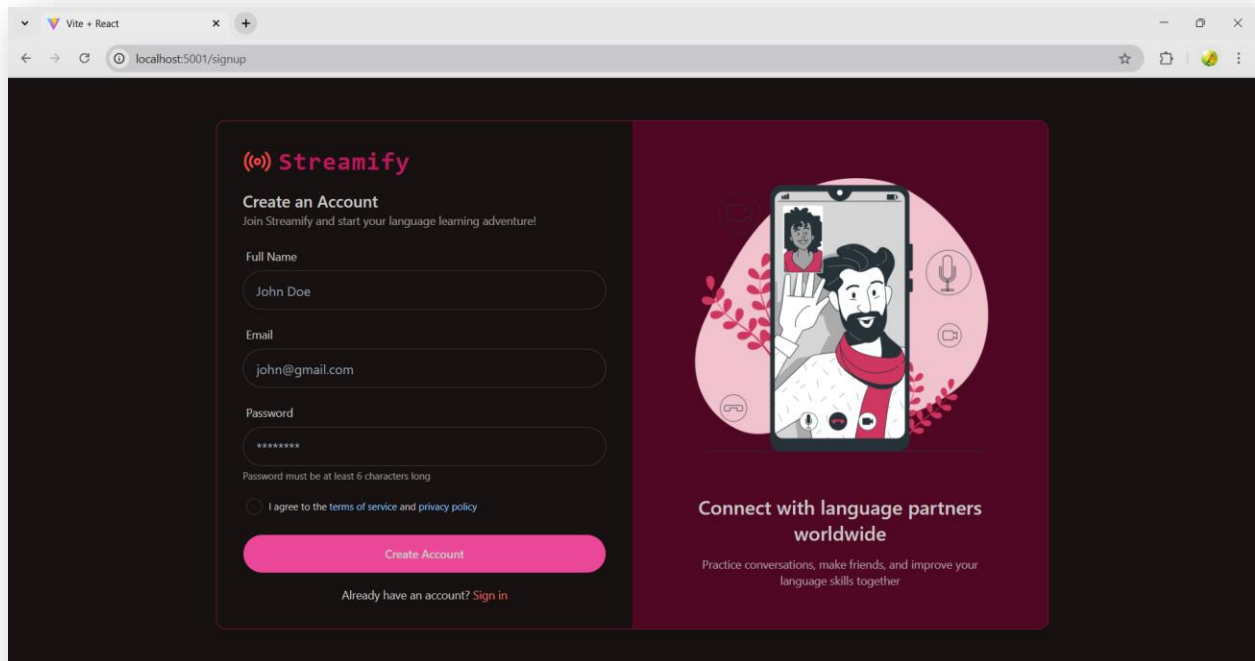 Vite + React
localhost:5001/signup
Streamify
Create an Account
Join Streamify and start your language learning adventure!
Full Name
John Doe
Email
john@gmail.com
Password
********
Password must be at least 6 characters long
I agree to the terms of service and privacy policy
Create Account
Already have an account? Sign in
Connect with language partners
worldwide
Practice conversations, make friends, and improve your
language skills together